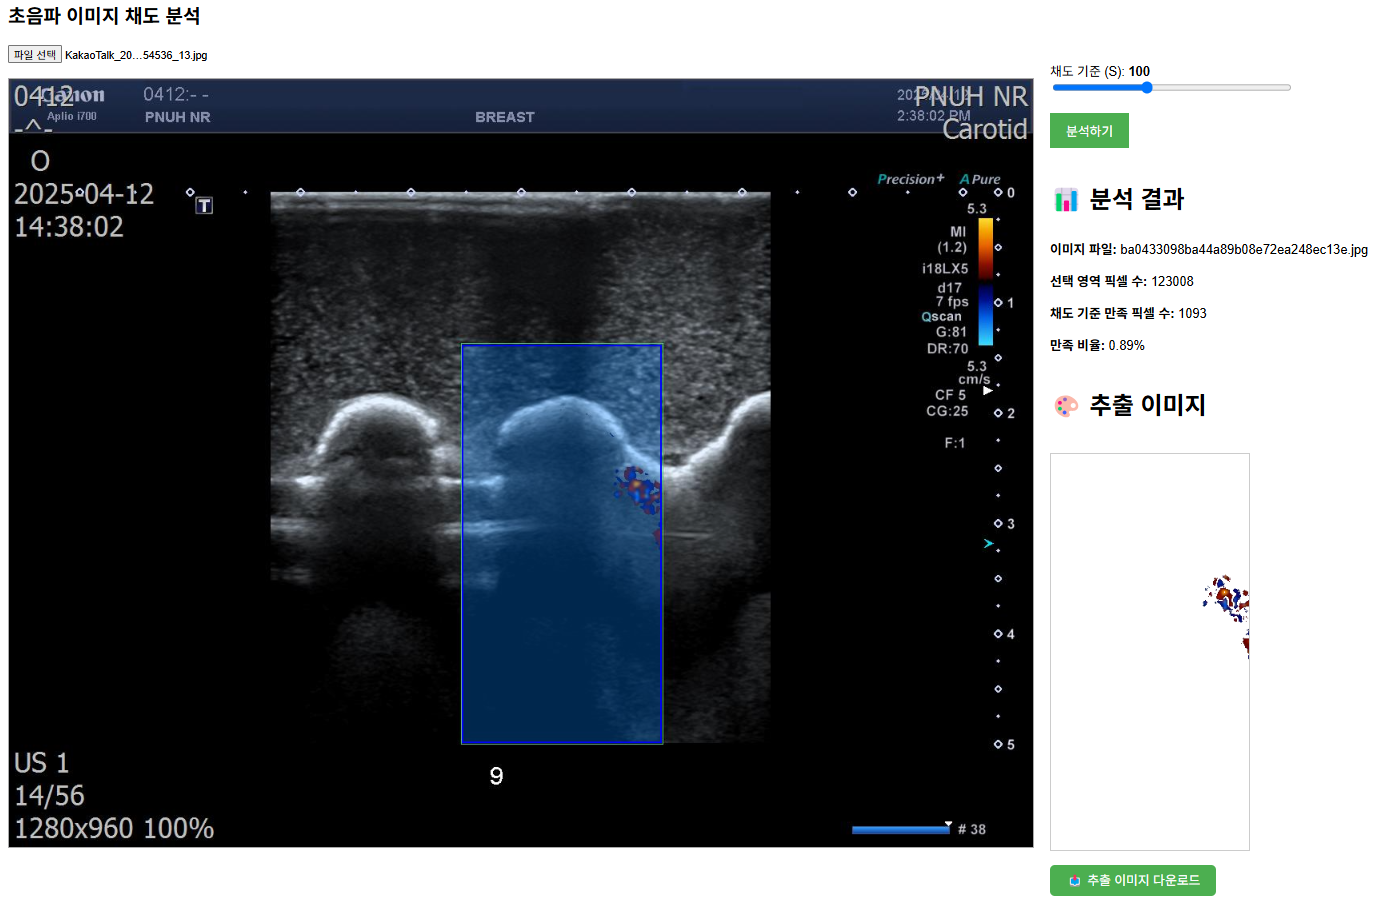 초음파 이미지 채도 분석
파일 선택 KakaoTalk_20...54536_13.jpg
0412
Canon
0412:- -
PNUH NR
-^-
Aplio i700
PNUH NR
BREAST
2:38:02 PM
Carotid
O
2025-04-12
14:38:02
T
Precision+ APure
5.3
MI
(1.2)
i18LX5
d17
7 fps
Qscan
G:81
DR:70
5.3
cm/s
CF 5
CG:25
F:1
0
1
2
3
4
5
US 1
14/56
1280x960 100%
9
# 38
채도 기준 (S): 100
분석하기
📊 분석 결과
이미지 파일: ba0433098ba44a89b08e72ea248ec13e.jpg
선택 영역 픽셀 수: 123008
채도 기준 만족 픽셀 수: 1093
만족 비율: 0.89%
🎨 추출 이미지
추출 이미지 다운로드